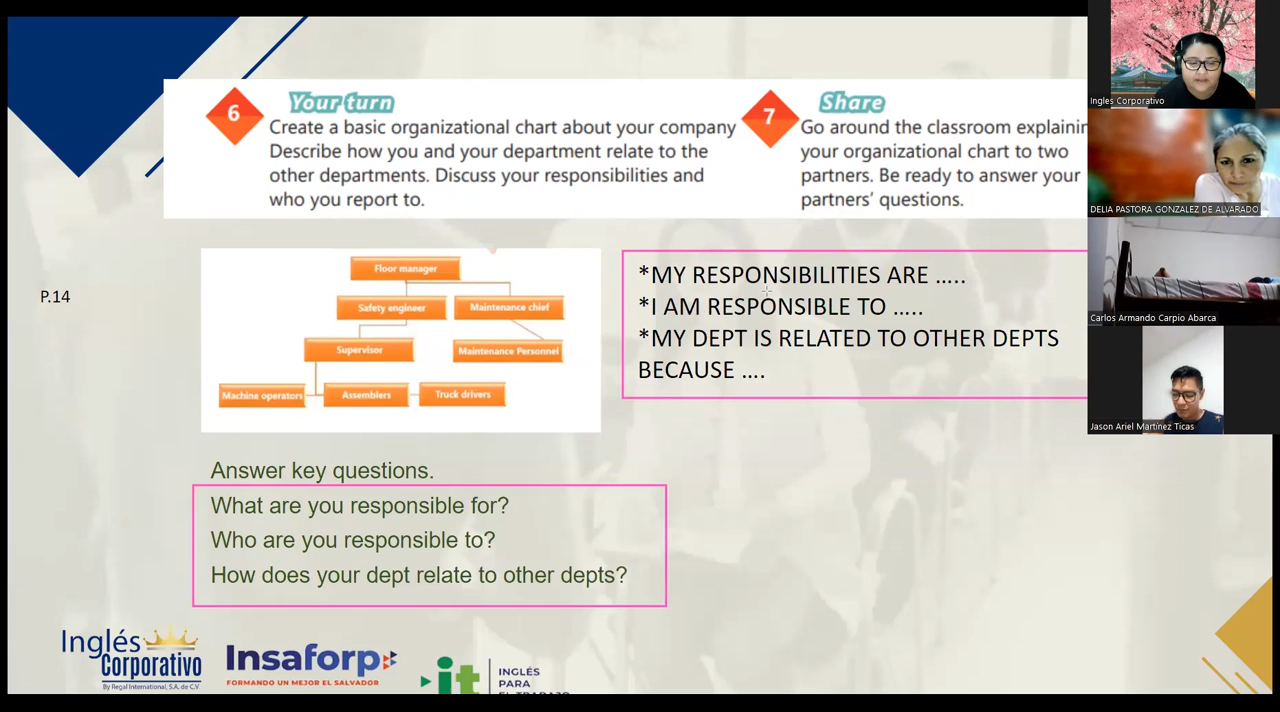 6
Your turn
Create a basic organizational chart about your company
Describe how you and your department relate to the
other departments. Discuss your responsibilities and
who you report to.
7
Share
Go around the classroom
your organizational chart to two
partners. Be ready to answer your
partners' questions.
P.14
Floor manager
Safety engineer
Maintenance chief
Supervisor
Maintenance Personnel
Machine operators
Assemblers
Truck drivers
*MY RESPONSIBILITIES ARE …..
*I AM RESPONSIBLE TO …..
*MY DEPT IS RELATED TO OTHER DEPTS
BECAUSE ….
Answer key questions.
What are you responsible for?
Who are you responsible to?
How does your dept relate to other depts?
Inglés
Corporativo
By Regal International, S.A. de C.V.
Insaforp
FORMANDO UN MEJOR EL SALVADOR
it
INGLÉS
PARA
Ingles Corporativo
DELIA PASTORA GONZALEZ DE ALVARADO
Carlos Armando Carpio Abarca
Jason Ariel Martínez Ticas